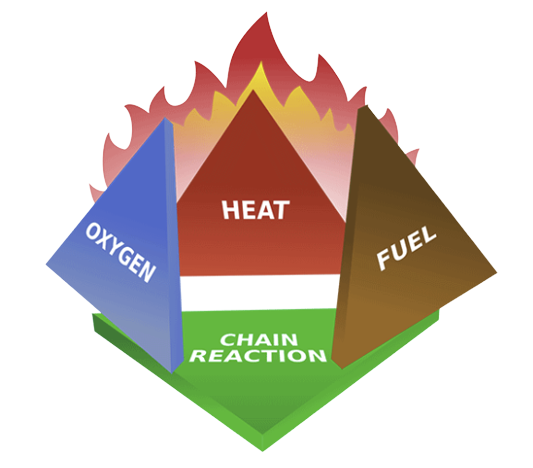 HEAT
OXYGEN
FUEL
CHAIN
REACTION